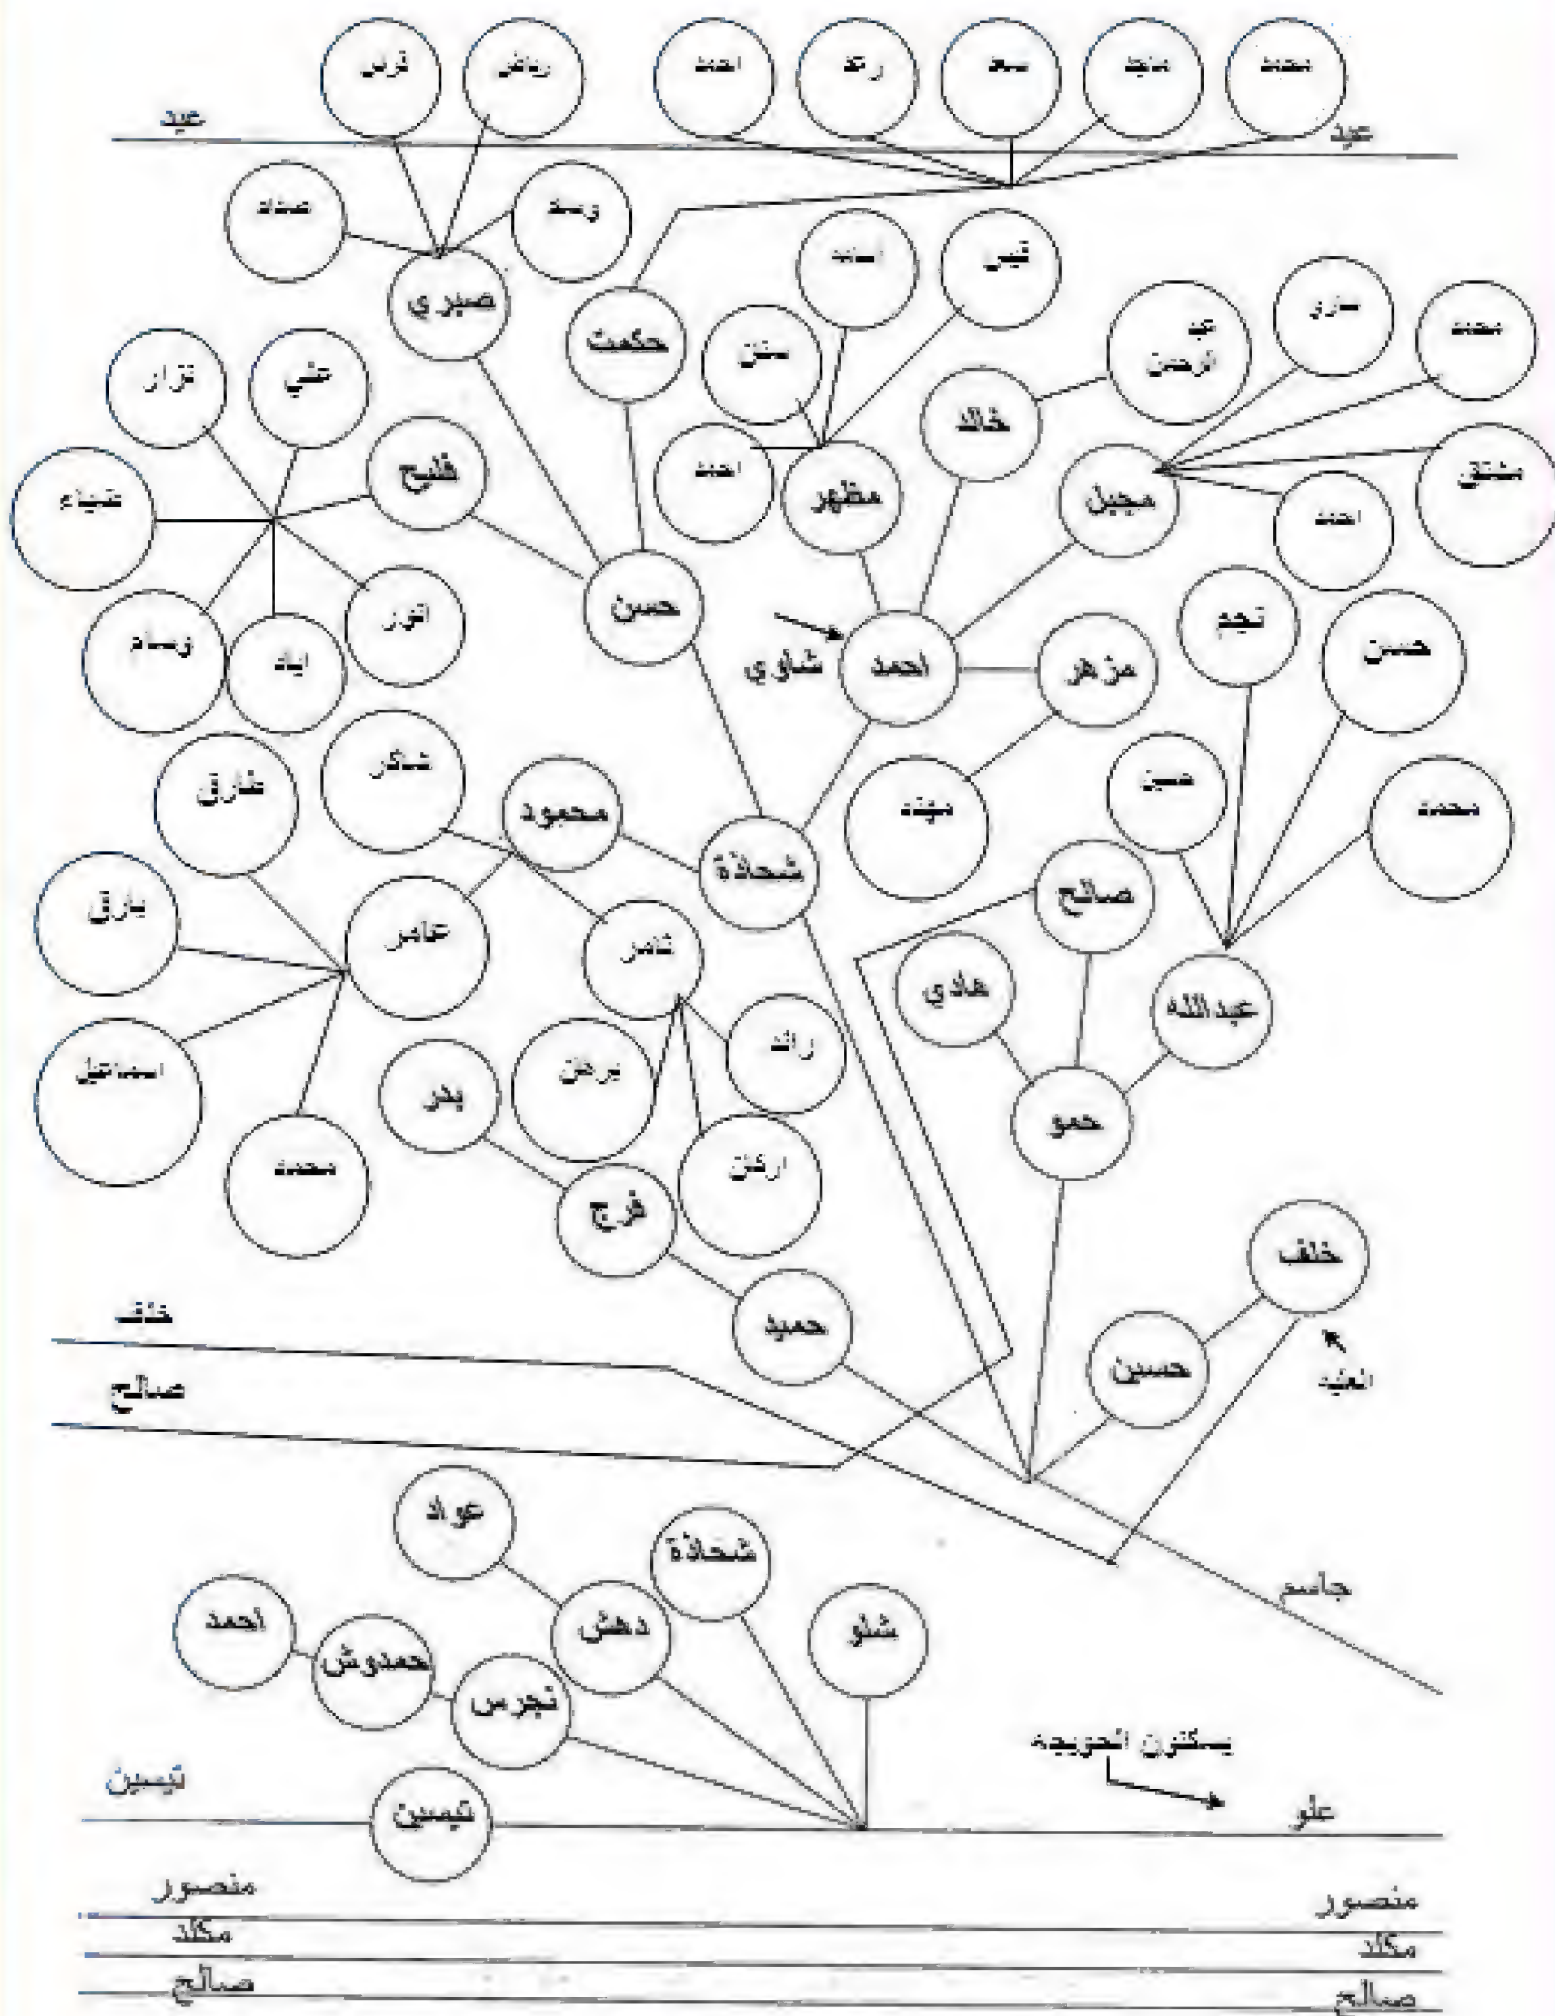 محمد
ماجد
سعد
رائد
احمد
رياض
فراس
عيد
عيد
وسام
صدام
صبري
حكمت
قيس
اسامه
سنان
احمد
مظهر
خالد
عبد
الرحمن
ساري
محمد
مشتاق
احمد
مجبل
علي
نزار
فليح
ضياء
وسام
اياد
انور
حسن
شاوي
احمد
مزهر
مهند
نجم
حسن
حسين
محمد
شاكر
طارق
محمود
شحاذة
صالح
هادي
عبدالله
حمو
بارق
عامر
ثامر
رائد
برهان
اركان
اسماعيل
محمد
بدر
فرج
حميد
خلف
حسين
العبد
خلف
صالح
جاسم
عواد
شحاذة
شلو
دهش
احمد
حمدوش
نجرس
يسكنون الحويجه
علو
تيسين
تيسين
منصور
منصور
مكلد
مكلد
صالح
صالح